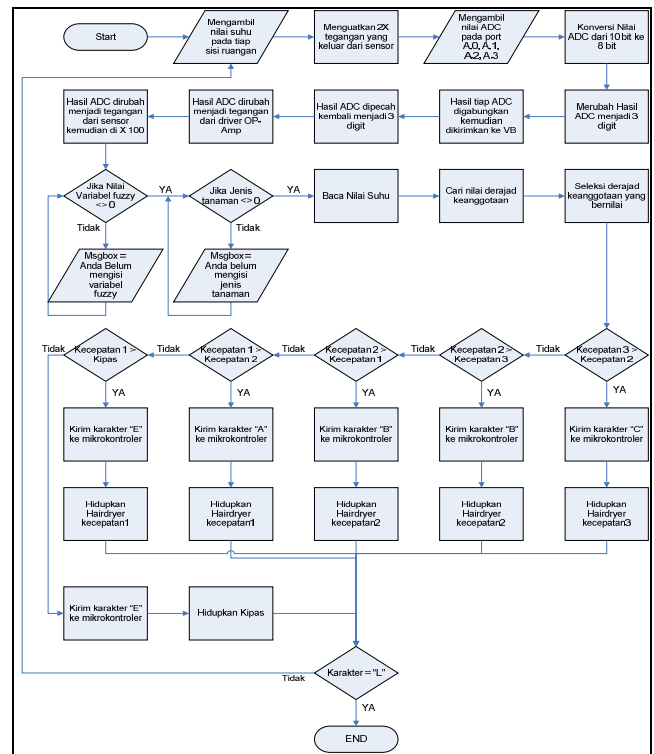 Start
Mengambil
nilai suhu
pada tiap
sisi ruangan
Menguatkan 2X
tegangan yang
keluar dari sensor
Mengambil
nilai ADC
pada port
A.0, A.1,
A.2, A.3
Konversi Nilai
ADC dari 10 bit ke
8 bit
Hasil ADC dirubah
menjadi tegangan
dari sensor
kemudian di X 100
Hasil ADC dirubah
menjadi tegangan
dari driver OP-
Amp
Hasil ADC dipecah
kembali menjadi 3
digit
Hasil tiap ADC
digabungkan
kemudian
dikirimkan ke VB
Merubah Hasil
ADC menjadi 3
digit
Jika Nilai
Variabel fuzzy
<> 0
YA
Jika Jenis
tanaman <> 0
YA
Baca Nilai Suhu
Cari nilai derajad
keanggotaan
Seleksi derajad
keanggotaan yang
bernilai
Tidak
Tidak
Msgbox =
Anda Belum
mengisi
variabel
fuzzy
Msgbox =
Anda belum
mengisi
jenis
tanaman
Tidak
Kecepatan 1 >
Kipas
Tidak
Kecepatan 1 >
Kecepatan 2
Tidak
Kecepatan 2 >
Kecepatan 1
Tidak
Kecepatan 2 >
Kecepatan 3
Tidak
Kecepatan 3 >
Kecepatan 2
YA
YA
YA
YA
YA
Kirim karakter "E"
ke mikrokontroler
Kirim karakter "A"
ke mikrokontroler
Kirim karakter "B"
ke mikrokontroler
Kirim karakter "B"
ke mikrokontroler
Kirim karakter "C"
ke mikrokontroler
Hidupkan
Hairdryer
kecepatan1
Hidupkan
Hairdryer
kecepatan1
Hidupkan
Hairdryer
kecepatan2
Hidupkan
Hairdryer
kecepatan2
Hidupkan
Hairdryer
kecepatan3
Kirim karakter "E"
ke mikrokontroler
Hidupkan Kipas
Karakter = "L"
Tidak
YA
END